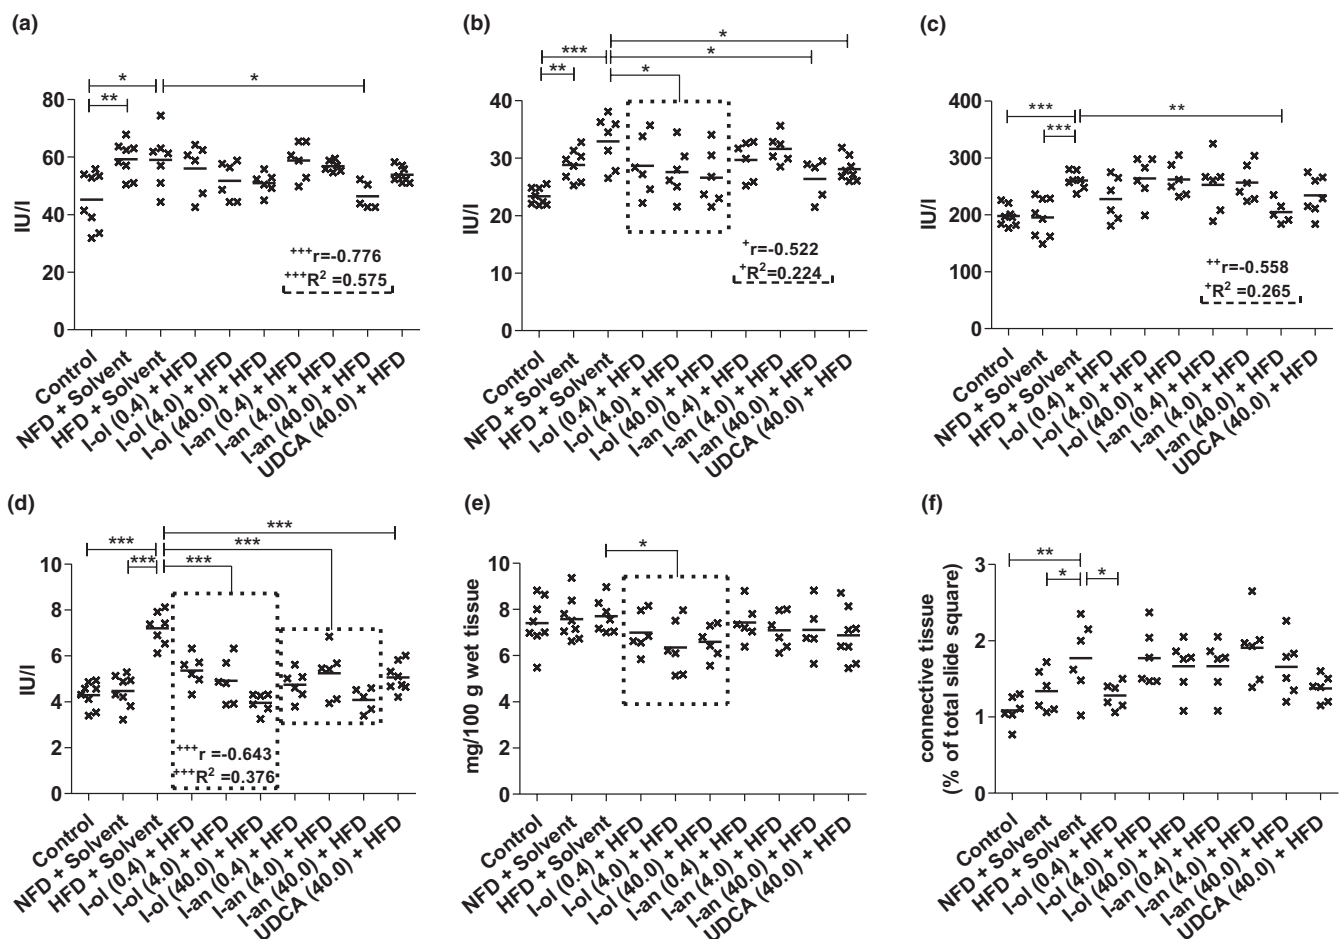 (a)
*
*
**
80
60
40
20
0
IU/l
+++r=-0.776
+++R2 =0.575
Control
NFD + Solvent
HFD + Solvent
I-ol (0.4) + HFD
I-ol (4.0) + HFD
I-ol (40.0) + HFD
I-an (0.4) + HFD
I-an (4.0) + HFD
I-an (40.0) + HFD
UDCA (40.0) + HFD
(b)
*
***
*
**
*
40
30
20
10
0
IU/l
+r=-0.522
+R2=0.224
Control
NFD + Solvent
HFD + Solvent
I-ol (0.4) + HFD
I-ol (4.0) + HFD
I-ol (40.0) + HFD
I-an (0.4) + HFD
I-an (4.0) + HFD
I-an (40.0) + HFD
UDCA (40.0) + HFD
(c)
***
**
***
400
300
200
100
0
IU/l
++r=-0.558
+R2 =0.265
Control
NFD + Solvent
HFD + Solvent
I-ol (0.4) + HFD
I-ol (4.0) + HFD
I-ol (40.0) + HFD
I-an (0.4) + HFD
I-an (4.0) + HFD
I-an (40.0) + HFD
UDCA (40.0) + HFD
(d)
***
***
***
***
***
10
8
6
4
2
0
IU/l
+++r =-0.643
+++R2 =0.376
Control
NFD + Solvent
HFD + Solvent
I-ol (0.4) + HFD
I-ol (4.0) + HFD
I-ol (40.0) + HFD
I-an (0.4) + HFD
I-an (4.0) + HFD
I-an (40.0) + HFD
UDCA (40.0) + HFD
(e)
*
10
8
6
4
2
0
mg/100 g wet tissue
Control
NFD + Solvent
HFD + Solvent
I-ol (0.4) + HFD
I-ol (4.0) + HFD
I-ol (40.0) + HFD
I-an (0.4) + HFD
I-an (4.0) + HFD
I-an (40.0) + HFD
UDCA (40.0) + HFD
(f)
**
*
*
3
2
1
0
connective tissue
(% of total slide square)
Control
NFD + Solvent
HFD + Solvent
I-ol (0.4) + HFD
I-ol (4.0) + HFD
I-ol (40.0) + HFD
I-an (0.4) + HFD
I-an (4.0) + HFD
I-an (40.0) + HFD
UDCA (40.0) + HFD